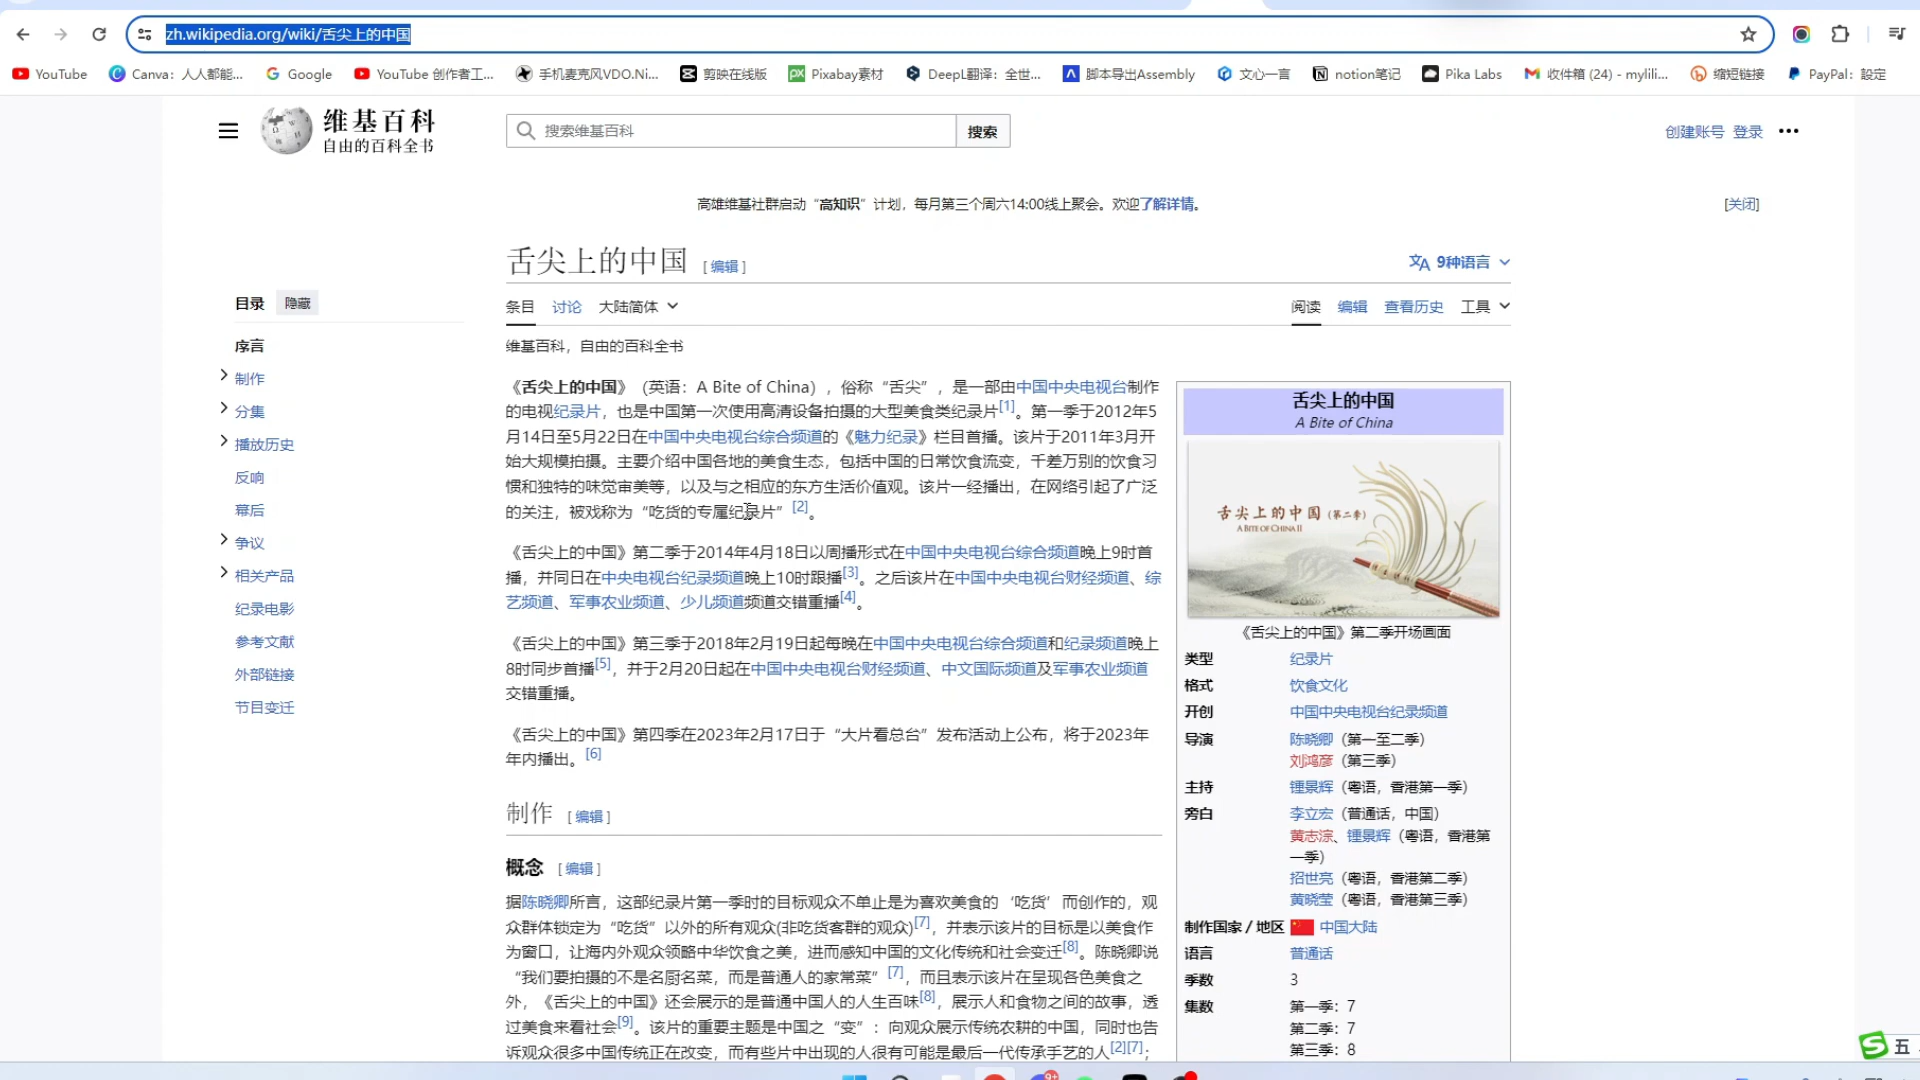 zh.wikipedia.org/wiki/舌尖上的中国
YouTube Canva：人人都能... Google YouTube 创作者工... 手机麦克风VDO.Ni... 剪映在线版 Pixabay素材 DeepL翻译：全世... 脚本导出Assembly 文心一言 notion笔记 Pika Labs 收件箱 (24) - mylili... 缩短链接 PayPal：設定
维基百科
自由的百科全书
搜索维基百科 搜索
创建账号 登录
高雄维基社群启动“高知识”计划，每月第三个周六14:00线上聚会。欢迎了解详情。 [关闭]
舌尖上的中国 [编辑]
9种语言
目录 隐藏
序言
制作
分集
播放历史
反响
幕后
争议
相关产品
纪录电影
参考文献
外部链接
节目变迁
条目 讨论 大陆简体 阅读 编辑 查看历史 工具
维基百科，自由的百科全书
《舌尖上的中国》（英语：A Bite of China），俗称“舌尖”，是一部由中国中央电视台制作
的电视纪录片，也是中国第一次使用高清设备拍摄的大型美食类纪录片[1]。第一季于2012年5
月14日至5月22日在中国中央电视台综合频道的《魅力纪录》栏目首播。该片于2011年3月开
始大规模拍摄。主要介绍中国各地的美食生态，包括中国的日常饮食流变，千差万别的饮食习
惯和独特的味觉审美等，以及与之相应的东方生活价值观。该片一经播出，在网络引起了广泛
的关注，被戏称为“吃货的专属纪录片”[2]。
《舌尖上的中国》第二季于2014年4月18日以周播形式在中国中央电视台综合频道晚上9时首
播，并同日在中央电视台纪录频道晚上10时跟播[3]。之后该片在中国中央电视台财经频道、综
艺频道、军事农业频道、少儿频道频道交错重播[4]。
《舌尖上的中国》第三季于2018年2月19日起每晚在中国中央电视台综合频道和纪录频道晚上
8时同步首播[5]，并于2月20日起在中国中央电视台财经频道、中文国际频道及军事农业频道
交错重播。
《舌尖上的中国》第四季在2023年2月17日于“大片看总台”发布活动上公布，将于2023年
年内播出。[6]
制作 [编辑]
概念 [编辑]
据陈晓卿所言，这部纪录片第一季时的目标观众不单止是为喜欢美食的‘吃货’而创作的，观
众群体锁定为“吃货”以外的所有观众(非吃货客群的观众)[7]，并表示该片的目标是以美食作
为窗口，让海内外观众领略中华饮食之美，进而感知中国的文化传统和社会变迁[8]。陈晓卿说
“我们要拍摄的不是名厨名菜，而是普通人的家常菜”[7]，而且表示该片在呈现各色美食之
外，《舌尖上的中国》还会展示的是普通中国人的人生百味[8]，展示人和食物之间的故事，透
过美食来看社会[9]。该片的重要主题是中国之“变”：向观众展示传统农耕的中国，同时也告
诉观众很多中国传统正在改变，而有些片中出现的人很有可能是最后一代传承手艺的人[2][7]；
舌尖上的中国
A Bite of China
舌尖上的中国（第二季）
A BITE OF CHINA II
《舌尖上的中国》第二季开场画面
类型 纪录片
格式 饮食文化
开创 中国中央电视台纪录频道
导演 陈晓卿（第一至二季）
刘鸿彦（第三季）
主持 锺景辉（粤语，香港第一季）
旁白 李立宏（普通话，中国）
黄志淙、锺景辉（粤语，香港第
一季）
招世亮（粤语，香港第二季）
黄晓莹（粤语，香港第三季）
制作国家 / 地区 中国大陆
语言 普通话
季数 3
集数 第一季：7
第二季：7
第三季：8
五
9+